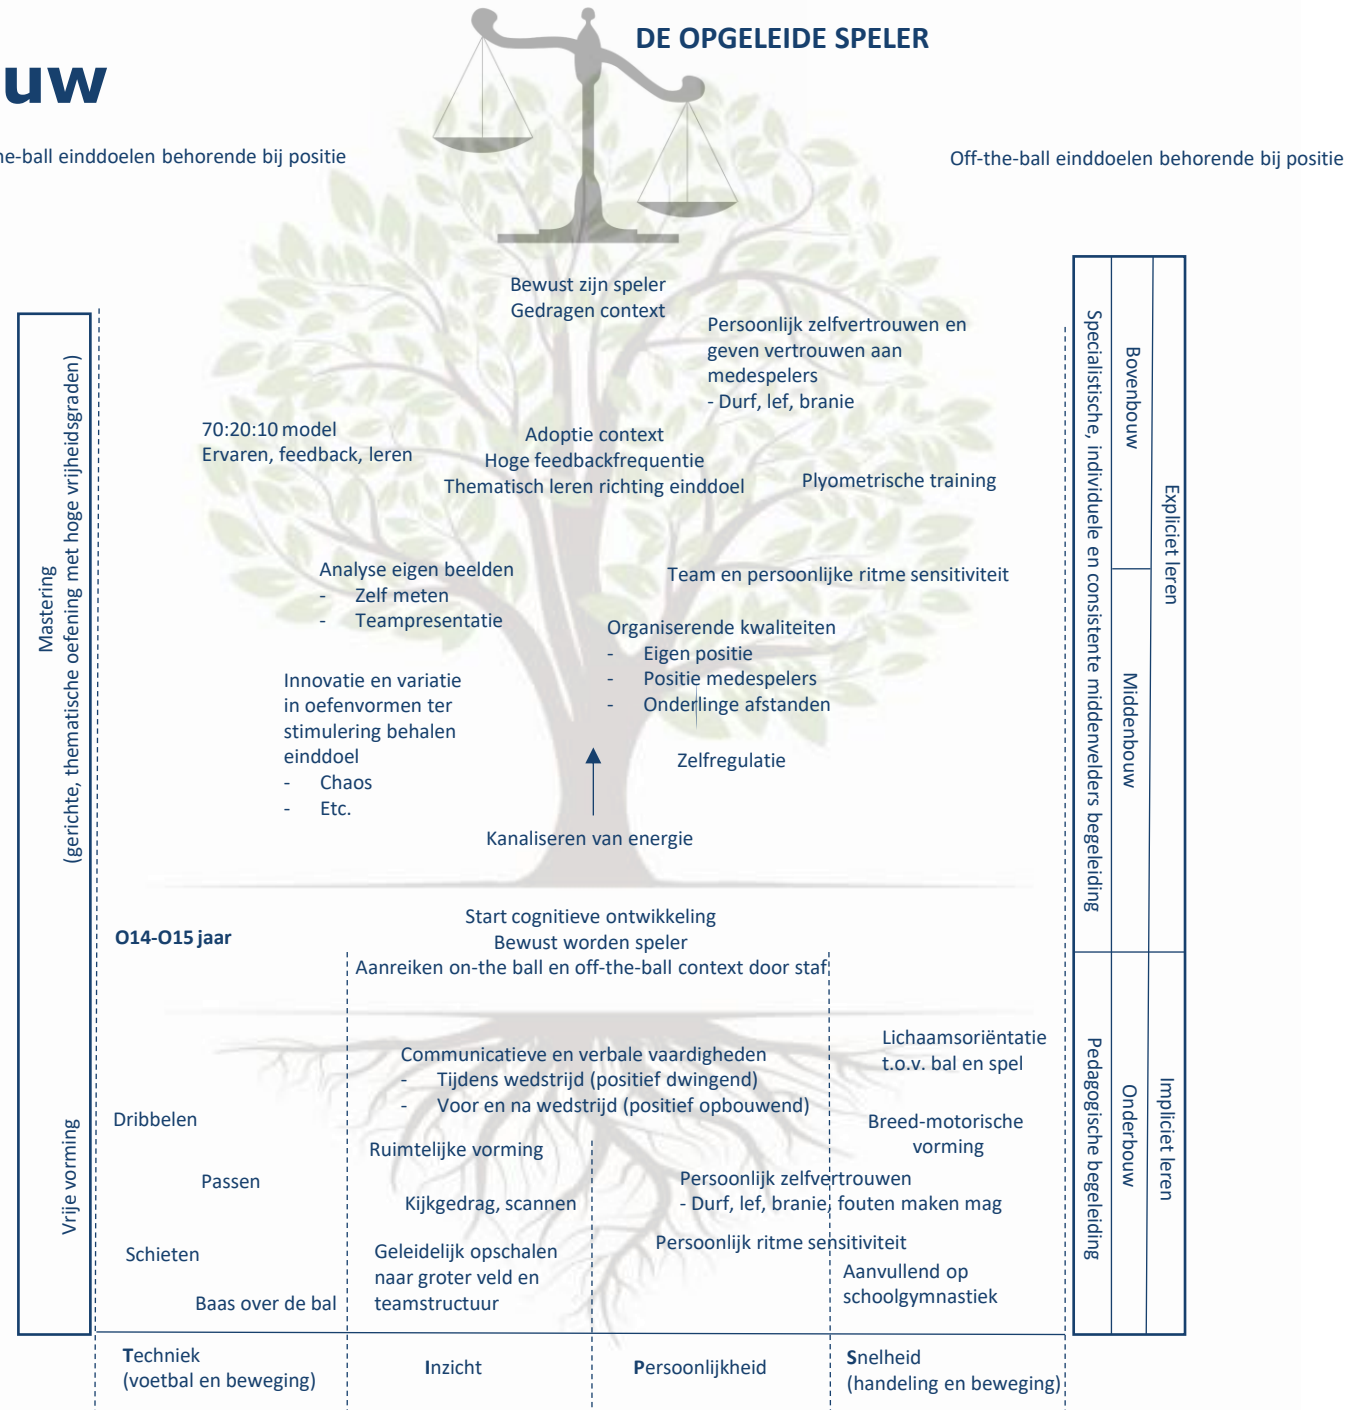 DE OPGELEIDE SPELER
uw
ne-ball einddoelen behorende bij positie
Off-the-ball einddoelen behorende bij positie
Bewust zijn speler
Gedragen context
Persoonlijk zelfvertrouwen en
geven vertrouwen aan
medespelers
- Durf, lef, branie
70:20:10 model
Ervaren, feedback, leren
Adoptie context
Hoge feedbackfrequentie
Thematisch leren richting einddoel
Plyometrische training
Analyse eigen beelden
- Zelf meten
- Teampresentatie
Team en persoonlijke ritme sensitiviteit
Organiserende kwaliteiten
- Eigen positie
- Positie medespelers
- Onderlinge afstanden
Innovatie en variatie
in oefenvormen ter
stimulering behalen
einddoel
- Chaos
- Etc.
Zelfregulatie
Kanaliseren van energie
Mastering
(gerichte, thematische oefening met hoge vrijheidsgraden)
Specialistische, individuele en consistente middenvelders begeleiding
Bovenbouw
Middenbouw
Expliciet leren
O14-O15 jaar
Start cognitieve ontwikkeling
Bewust worden speler
Aanreiken on-the ball en off-the-ball context door staf
Vrije vorming
Pedagogische begeleiding
Onderbouw
Impliciet leren
Communicatieve en verbale vaardigheden
- Tijdens wedstrijd (positief dwingend)
- Voor en na wedstrijd (positief opbouwend)
Lichaamsoriëntatie
t.o.v. bal en spel
Dribbelen
Breed-motorische
vorming
Ruimtelijke vorming
Passen
Persoonlijk zelfvertrouwen
- Durf, lef, branie, fouten maken mag
Kijkgedrag, scannen
Schieten
Persoonlijk ritme sensitiviteit
Geleidelijk opschalen
naar groter veld en
teamstructuur
Aanvullend op
schoolgymnastiek
Baas over de bal
Techniek
(voetbal en beweging)
Inzicht
Persoonlijkheid
Snelheid
(handeling en beweging)